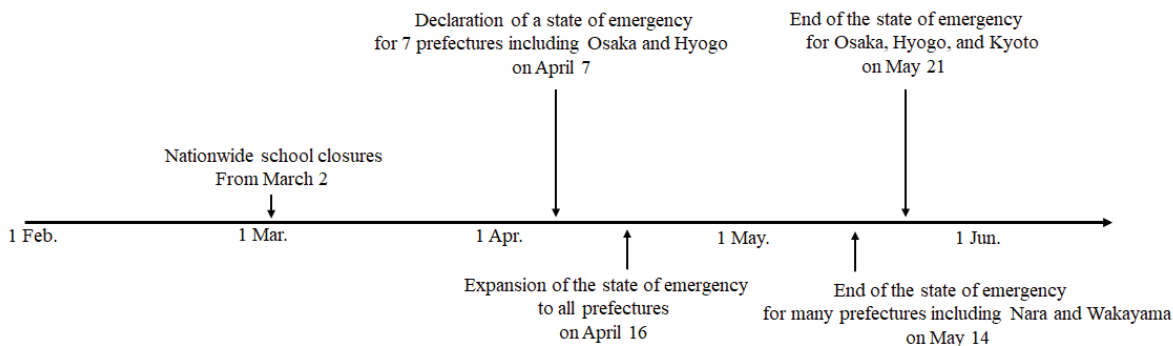 Declaration of a state of emergency
for 7 prefectures including Osaka and Hyogo
on April 7
End of the state of emergency
for Osaka, Hyogo, and Kyoto
on May 21
Nationwide school closures
From March 2
1 Feb.
1 Mar.
1 Apr.
1 May.
1 Jun.
Expansion of the state of emergency
to all prefectures
on April 16
End of the state of emergency
for many prefectures including Nara and Wakayama
on May 14